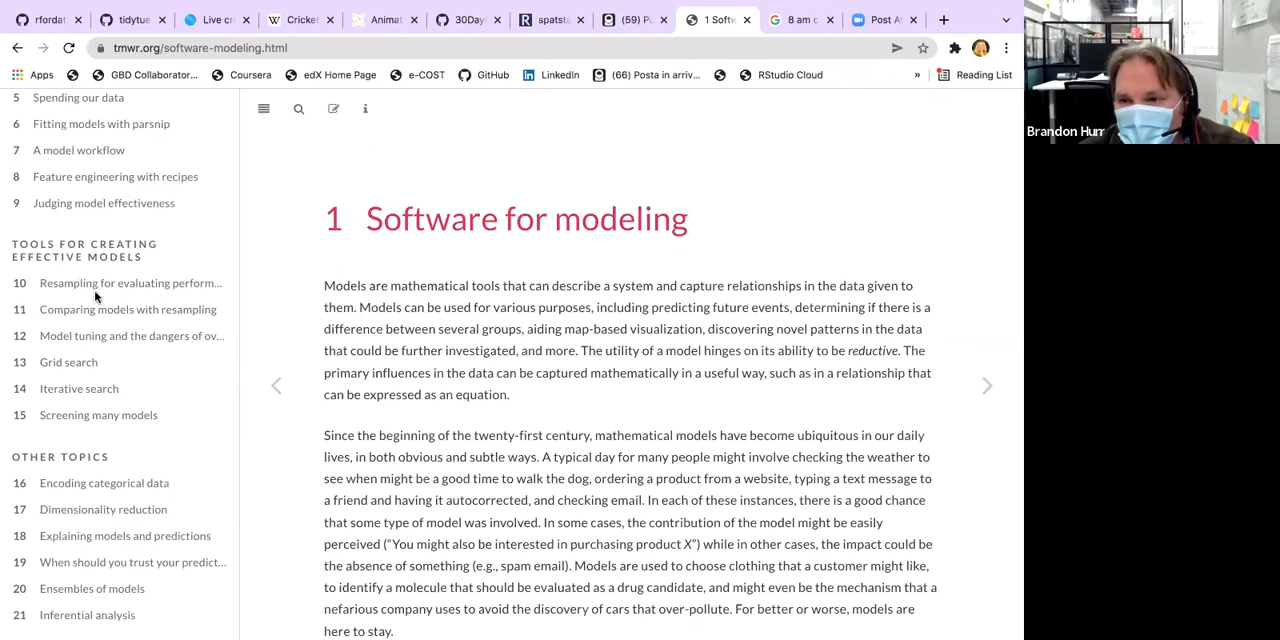 rfordat
tidytue
Live cr
Cricket
Animat
30Day
spatsta
(59) Po
1 Softw
8 am c
Post A
tmwr.org/software-modeling.html
Apps
GBD Collaborator...
Coursera
edX Home Page
e-COST
GitHub
LinkedIn
(66) Posta in arriv...
RStudio Cloud
»
Reading List
5 Spending our data
6 Fitting models with parsnip
7 A model workflow
8 Feature engineering with recipes
9 Judging model effectiveness
TOOLS FOR CREATING
EFFECTIVE MODELS
10 Resampling for evaluating perform...
11 Comparing models with resampling
12 Model tuning and the dangers of ov...
13 Grid search
14 Iterative search
15 Screening many models
OTHER TOPICS
16 Encoding categorical data
17 Dimensionality reduction
18 Explaining models and predictions
19 When should you trust your predict...
20 Ensembles of models
21 Inferential analysis
1 Software for modeling
Models are mathematical tools that can describe a system and capture relationships in the data given to
them. Models can be used for various purposes, including predicting future events, determining if there is a
difference between several groups, aiding map-based visualization, discovering novel patterns in the data
that could be further investigated, and more. The utility of a model hinges on its ability to be reductive. The
primary influences in the data can be captured mathematically in a useful way, such as in a relationship that
can be expressed as an equation.
Since the beginning of the twenty-first century, mathematical models have become ubiquitous in our daily
lives, in both obvious and subtle ways. A typical day for many people might involve checking the weather to
see when might be a good time to walk the dog, ordering a product from a website, typing a text message to
a friend and having it autocorrected, and checking email. In each of these instances, there is a good chance
that some type of model was involved. In some cases, the contribution of the model might be easily
perceived (“You might also be interested in purchasing product X”) while in other cases, the impact could be
the absence of something (e.g., spam email). Models are used to choose clothing that a customer might like,
to identify a molecule that should be evaluated as a drug candidate, and might even be the mechanism that a
nefarious company uses to avoid the discovery of cars that over-pollute. For better or worse, models are
here to stay.
Brandon Hurr